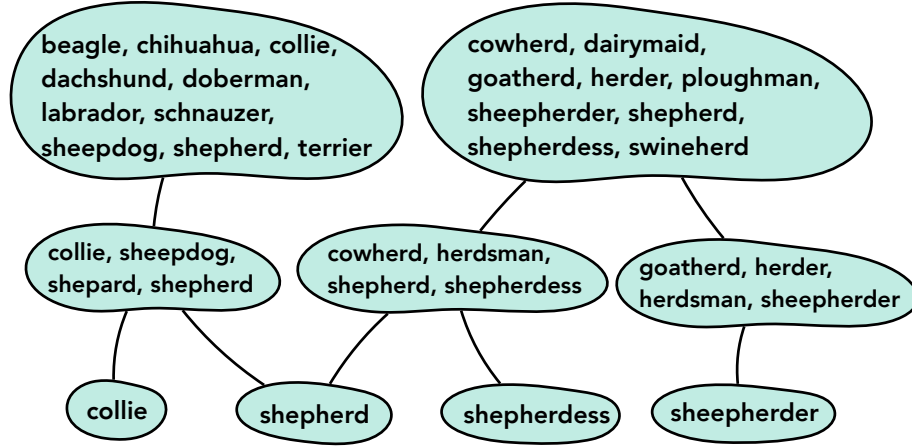 beagle, chihuahua, collie,
dachshund, doberman,
labrador, schnauzer,
sheepdog, shepherd, terrier
cowherd, dairymaid,
goatherd, herder, ploughman,
sheepherder, shepherd,
shepherdess, swineherd
collie, sheepdog,
shepard, shepherd
cowherd, herdsman,
shepherd, shepherdess
goatherd, herder,
herdsman, sheepherder
collie
shepherd
shepherdess
sheepherder